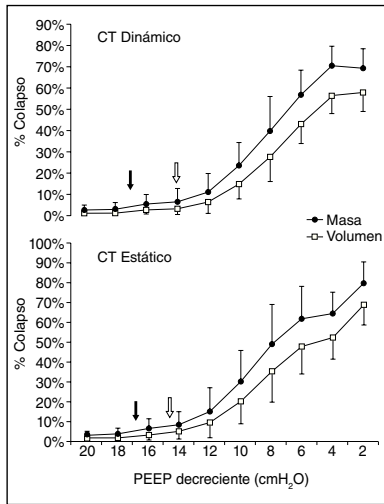 CT Dinámico
% Colapso
90%
80%
70%
60%
50%
40%
30%
20%
10%
0%
Masa
Volumen
CT Estático
% Colapso
100%
90%
80%
70%
60%
50%
40%
30%
20%
10%
0%
20 18 16 14 12 10 8 6 4 2
PEEP decreciente (cmH₂O)